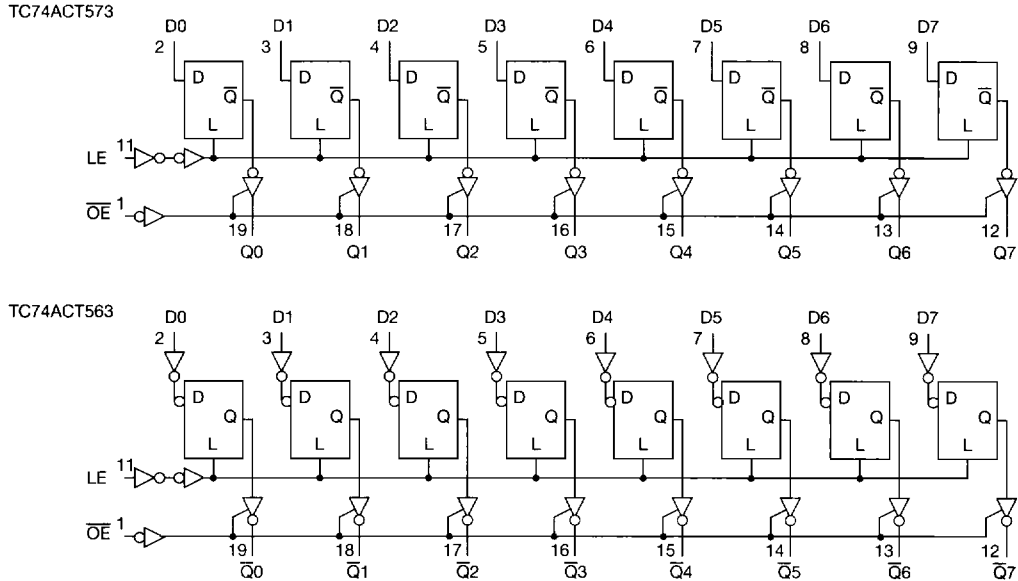 TC74ACT573
D0 D1 D2 D3 D4 D5 D6 D7
2 3 4 5 6 7 8 9
D D D D D D D D
Q̅ Q̅ Q̅ Q̅ Q̅ Q̅ Q̅ Q̅
L L L L L L L L
LE 11
O̅E̅ 1
19 18 17 16 15 14 13 12
Q0 Q1 Q2 Q3 Q4 Q5 Q6 Q7
TC74ACT563
D0 D1 D2 D3 D4 D5 D6 D7
2 3 4 5 6 7 8 9
D D D D D D D D
Q Q Q Q Q Q Q Q
L L L L L L L L
LE 11
O̅E̅ 1
19 18 17 16 15 14 13 12
Q̅0 Q̅1 Q̅2 Q̅3 Q̅4 Q̅5 Q̅6 Q̅7